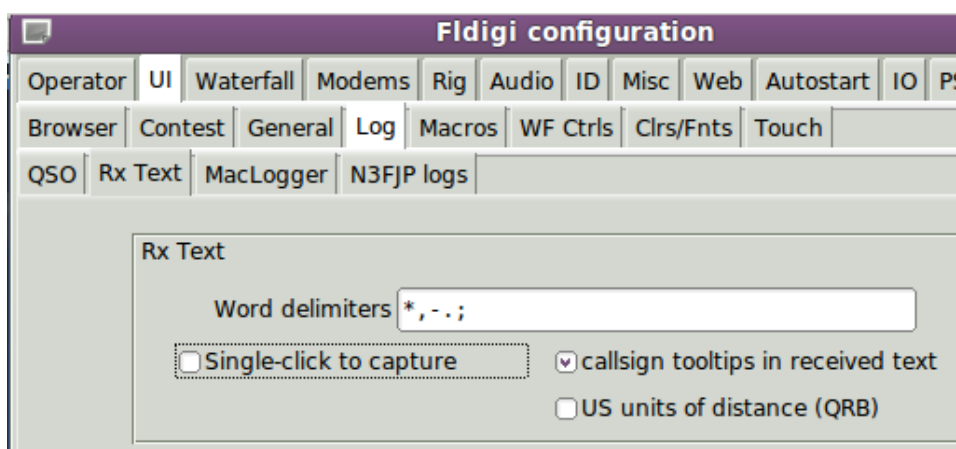 Fldigi configuration
Operator UI Waterfall Modems Rig Audio ID Misc Web Autostart IO
Browser Contest General Log Macros WF Ctrls Clrs/Fnts Touch
QSO Rx Text MacLogger N3FJP logs
Rx Text
Word delimiters *,-.;
Single-click to capture callsign tooltips in received text
US units of distance (QRB)